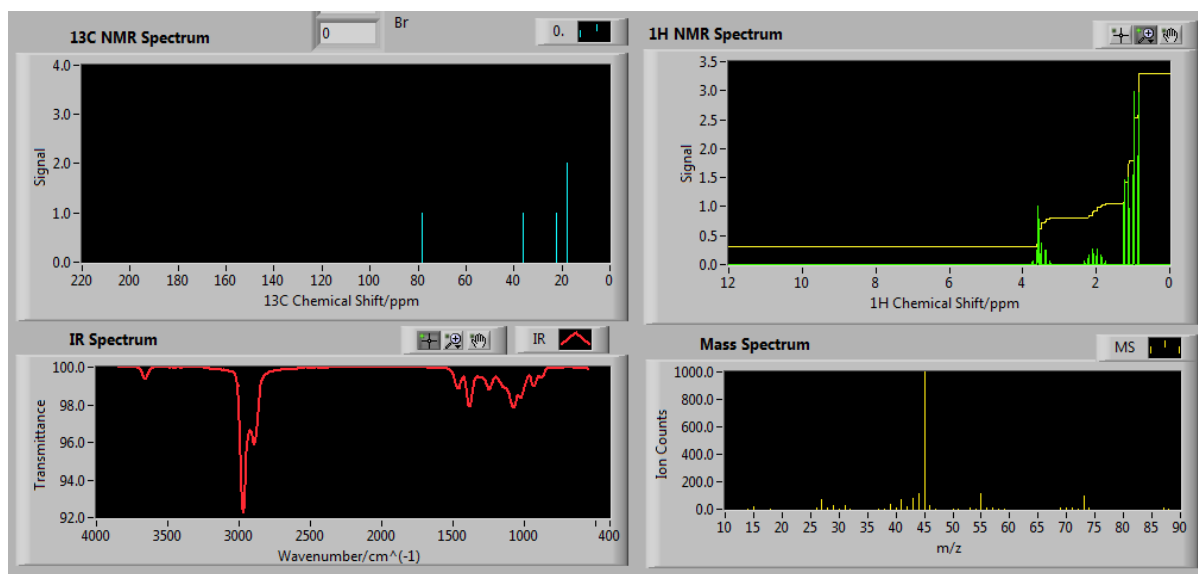 Br
0
13C NMR Spectrum
0.
4.0
3.0
2.0
1.0
0.0
Signal
220 200 180 160 140 120 100 80 60 40 20 0
13C Chemical Shift/ppm
1H NMR Spectrum
3.5
3.0
2.5
2.0
1.5
1.0
0.5
0.0
Signal
12 10 8 6 4 2 0
1H Chemical Shift/ppm
IR Spectrum
IR
100.0
98.0
96.0
94.0
92.0
Transmittance
4000 3500 3000 2500 2000 1500 1000 400
Wavenumber/cm^(-1)
Mass Spectrum
MS
1000.0
800.0
600.0
400.0
200.0
0.0
Ion Counts
10 15 20 25 30 35 40 45 50 55 60 65 70 75 80 85 90
m/z